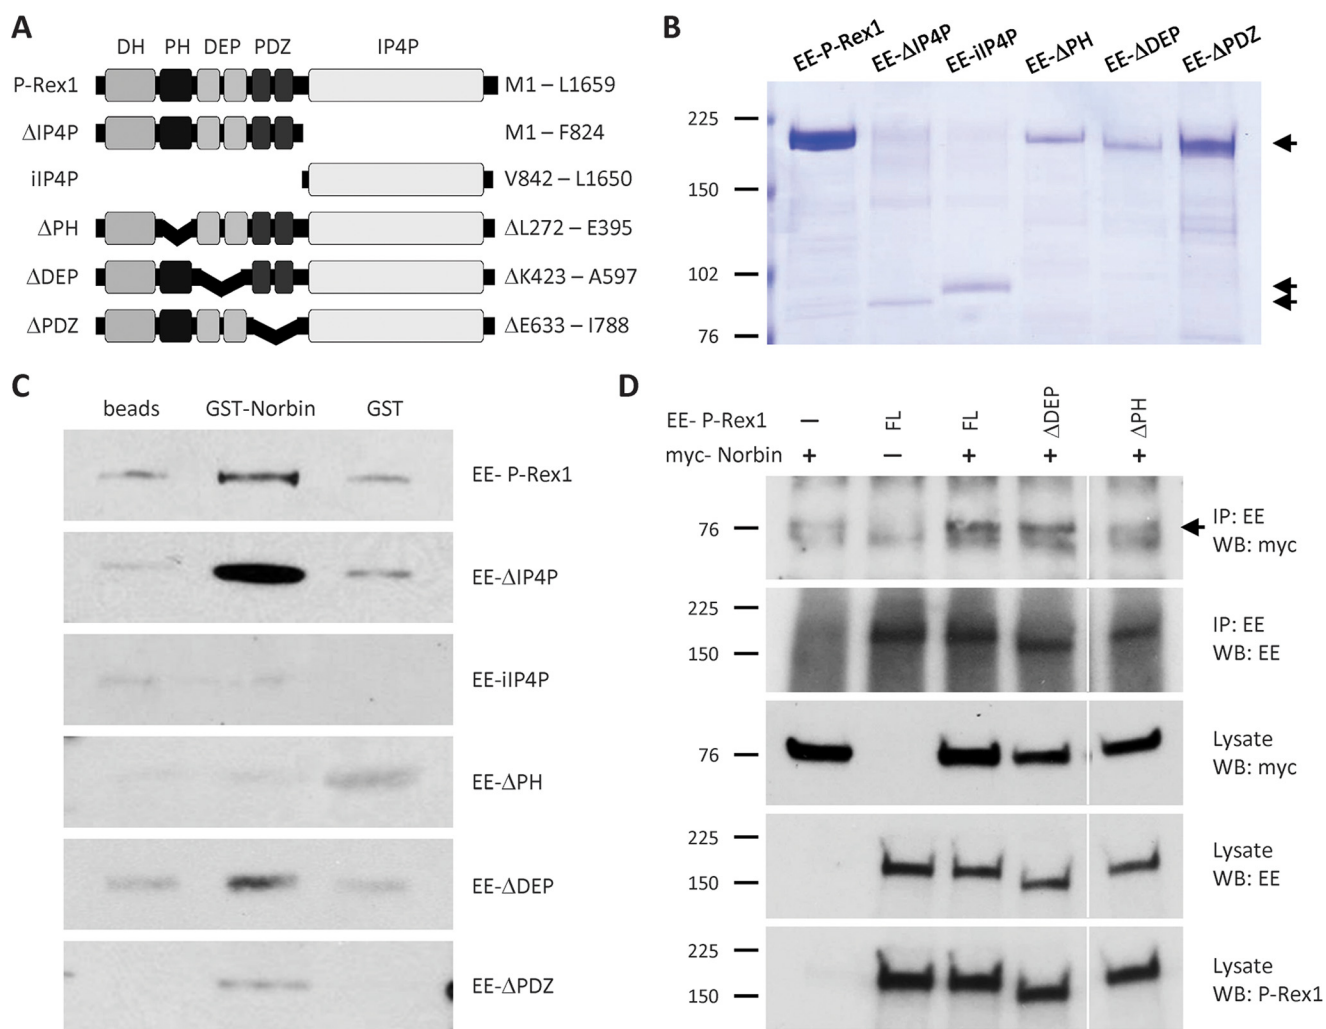 A
DH PH DEP PDZ IP4P
P-Rex1 M1 – L1659
ΔIP4P M1 – F824
iIP4P V842 – L1650
ΔPH ΔL272 – E395
ΔDEP ΔK423 – A597
ΔPDZ ΔE633 – I788
B
EE-P-Rex1 EE-ΔIP4P EE-iIP4P EE-ΔPH EE-ΔDEP EE-ΔPDZ
225
150
102
76
C
beads GST-Norbin GST
EE- P-Rex1
EE-ΔIP4P
EE-iIP4P
EE-ΔPH
EE-ΔDEP
EE-ΔPDZ
D
EE- P-Rex1 – FL FL ΔDEP ΔPH
myc- Norbin + – + + +
76
IP: EE
WB: myc
225
150
IP: EE
WB: EE
76
Lysate
WB: myc
225
150
Lysate
WB: EE
225
150
Lysate
WB: P-Rex1